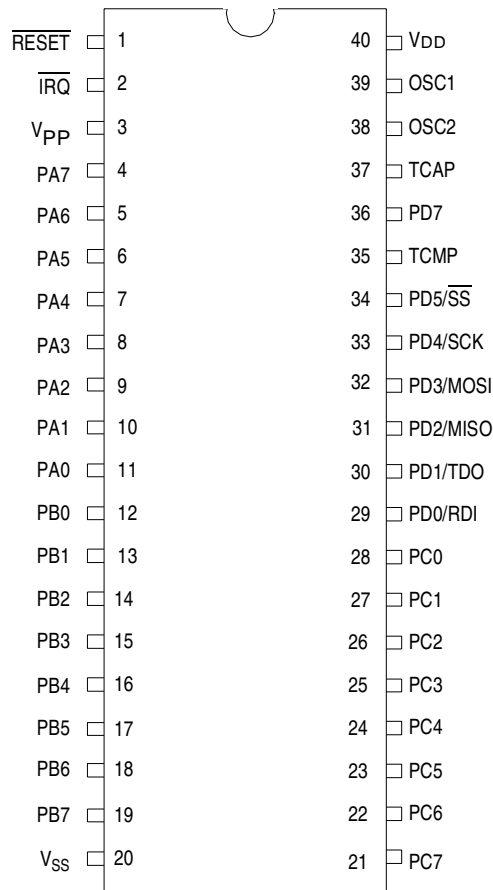 RESET 1 40 VDD
IRQ 2 39 OSC1
VPP 3 38 OSC2
PA7 4 37 TCAP
PA6 5 36 PD7
PA5 6 35 TCMP
PA4 7 34 PD5/SS
PA3 8 33 PD4/SCK
PA2 9 32 PD3/MOSI
PA1 10 31 PD2/MISO
PA0 11 30 PD1/TDO
PB0 12 29 PD0/RDI
PB1 13 28 PC0
PB2 14 27 PC1
PB3 15 26 PC2
PB4 16 25 PC3
PB5 17 24 PC4
PB6 18 23 PC5
PB7 19 22 PC6
VSS 20 21 PC7